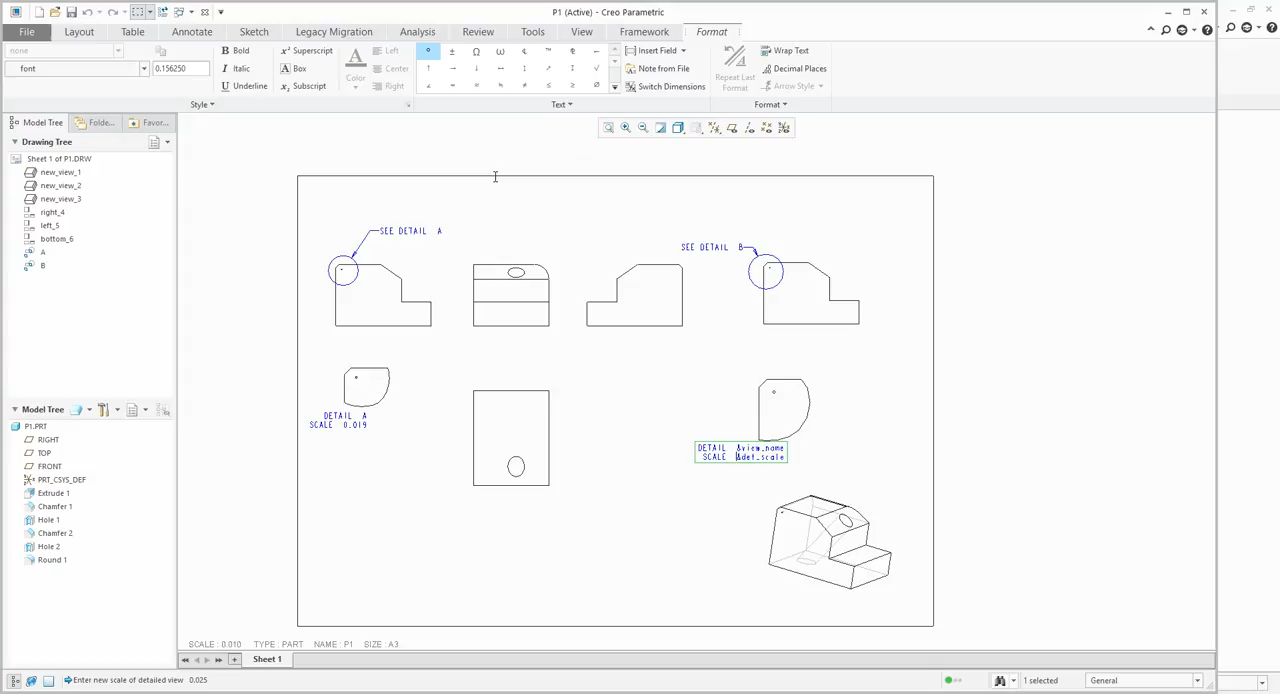 P1 (Active) - Creo Parametric
File Layout Table Annotate Sketch Legacy Migration Analysis Review Tools View Framework Format
none
font 0.156250
Bold
Italic
Underline
Superscript
Box
Subscript
Color
Left
Center
Right
Insert Field
Note from File
Switch Dimensions
Repeat Last
Format
Wrap Text
Decimal Places
Arrow Style
Style Text Format
Model Tree Folde... Favor...
Drawing Tree
Sheet 1 of P1.DRW
new_view_1
new_view_2
new_view_3
right_4
left_5
bottom_6
A
B
Model Tree
P1.PRT
RIGHT
TOP
FRONT
PRT_CSYS_DEF
Extrude 1
Chamfer 1
Hole 1
Chamfer 2
Hole 2
Round 1
SEE DETAIL A
SEE DETAIL B
DETAIL A
SCALE 0.019
DETAIL &view_name
SCALE &det_scale
SCALE : 0.010 TYPE : PART NAME : P1 SIZE : A3
Sheet 1
Enter new scale of detailed view 0.025
1 selected
General